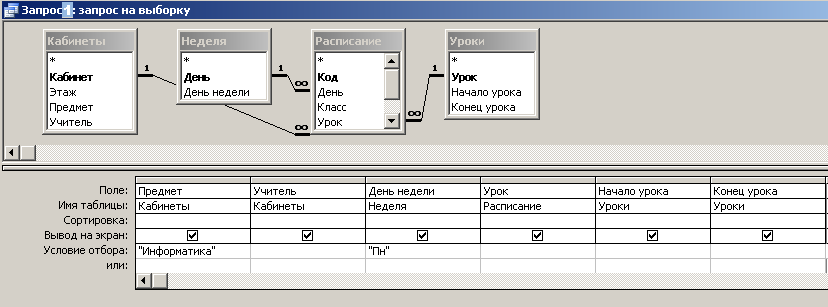 Запрос1: запрос на выборку
Кабинеты Неделя Расписание Уроки
* * * *
Кабинет День Код Урок
Этаж День недели День Начало урока
Предмет Класс Конец урока
Учитель Урок
1 1 1
∞ ∞ ∞
Поле: Предмет Учитель День недели Урок Начало урока Конец урока
Имя таблицы: Кабинеты Кабинеты Неделя Расписание Уроки Уроки
Сортировка:
Вывод на экран:
Условие отбора: "Информатика" "Пн"
или: